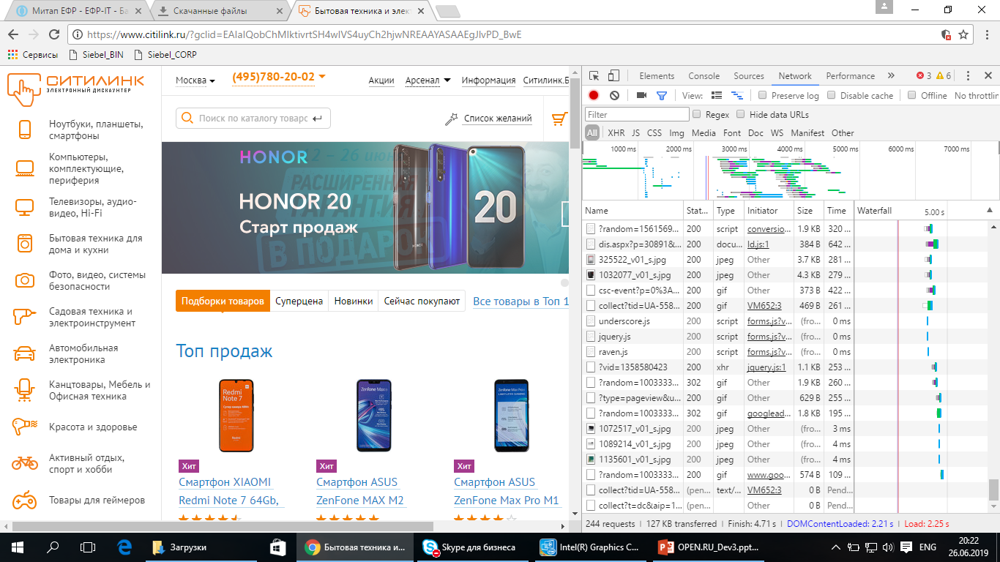 Митап ЕФР - ЕФР-IT - Ба
Скачанные файлы
Бытовая техника и элек
https://www.citilink.ru/?gclid=EAIaIQobChMIktivrtSH4wIVS4uyCh2hjwNREAAYASAAEgJlvPD_BwE
Сервисы Siebel_BIN Siebel_CORP
СИТИЛИНК
ЭЛЕКТРОННЫЙ ДИСКАУНТЕР
Ноутбуки, планшеты,
смартфоны
Компьютеры,
комплектующие,
периферия
Телевизоры, аудио-
видео, Hi-Fi
Бытовая техника для
дома и кухни
Фото, видео, системы
безопасности
Садовая техника и
электроинструмент
Автомобильная
электроника
Канцтовары, Мебель и
Офисная техника
Красота и здоровье
Активный отдых,
спорт и хобби
Товары для геймеров
Москва (495)780-20-02 Акции Арсенал Информация Ситилинк.Б
Поиск по каталогу товаро Список желаний
HONOR
12 – 26 июн
РАСШИРЕННАЯ
ГАРАНТИЯ
В ПОДАРОК
HONOR 20
Старт продаж
20
Подборки товаров Суперцена Новинки Сейчас покупают Все товары в Топ 1
Топ продаж
Redmi
Note 7
Zenfone Max
Zenfone Max Pro
Хит Хит Хит
Смартфон XIAOMI
Redmi Note 7 64Gb,
Смартфон ASUS
ZenFone MAX M2
Смартфон ASUS
ZenFone Max Pro M1
Elements Console Sources Network Performance » 3 6
View: Preserve log Disable cache Offline No throttlin
Filter Regex Hide data URLs
All XHR JS CSS Img Media Font Doc WS Manifest Other
1000 ms 2000 ms 3000 ms 4000 ms 5000 ms 6000 ms 7000 ms
Name Stat... Type Initiator Size Time Waterfall 5.00 s
?random=1561569... 200 script conversio... 1.9 KB 320 ...
dis.aspx?p=30891&... 200 docu... ld.js:1 384 B 642 ...
325522_v01_s.jpg 200 jpeg Other 3.7 KB 281 ...
1032077_v01_s.jpg 200 jpeg Other 4.3 KB 279 ...
csc-event?p=0%3A... 200 gif Other 373 B 422 ...
collect?tid=UA-558... 200 gif VM652:3 469 B 261 ...
underscore.js 200 script forms.js?v... (fro... 0 ms
jquery.js 200 script forms.js?v... (fro... 0 ms
raven.js 200 script forms.js?v... (fro... 0 ms
?vid=1358580423 200 xhr jquery.js:1 1.1 KB 253 ...
?random=1003333... 302 gif Other 1.9 KB 260 ...
?type=pageview&u... 200 gif Other 629 B 255 ...
?random=1003333... 302 gif googlead... 1.8 KB 195 ...
1072517_v01_s.jpg 200 jpeg Other (fro... 3 ms
1089214_v01_s.jpg 200 jpeg Other (fro... 4 ms
1135601_v01_s.jpg 200 jpeg Other (fro... 4 ms
?random=1003333... 200 gif www.goo... 574 B 109 ...
collect?tid=UA-558... (pen... text/... VM652:3 0 B Pend...
collect?t=dc&aip=1... (pen... Other 0 B Pend...
244 requests | 127 KB transferred | Finish: 4.71 s | DOMContentLoaded: 2.21 s | Load: 2.25 s
Загрузки
Бытовая техника и...
Skype для бизнеса
Intel(R) Graphics C...
OPEN.RU_Dev3.ppt...
ENG
20:22
26.06.2019